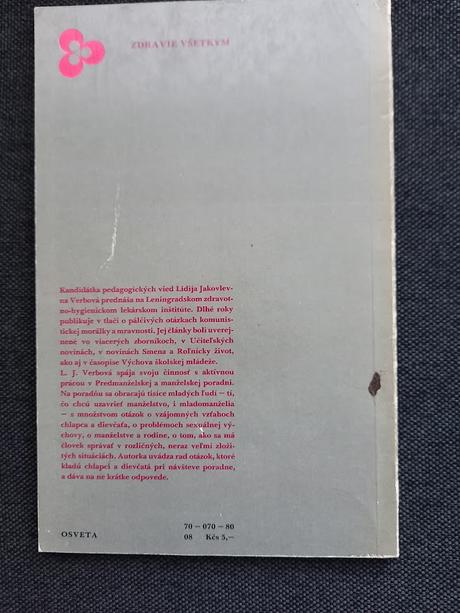 ZDRAVIE VŠETKÝM
Kandidátka pedagogických vied Lidija Jakovlev-
na Verbová prednáša na Leningradskom zdravot-
no-hygienickom lekárskom inštitúte. Dlhé roky
publikuje v tlači o pálčivých otázkach komunis-
tickej morálky a mravnosti. Jej články boli uverej-
nené vo viacerých zborníkoch, v Učiteľských
novinách, v novinách Smena a Roľnícky život,
ako aj v časopise Výchova školskej mládeže.
L. J. Verbová spája svoju činnosť s aktívnou
prácou v Predmanželskej a manželskej poradni.
Na poradňu sa obracajú tisíce mladých ľudí – tí,
čo chcú uzavrieť manželstvo, i mladomanželia
– s množstvom otázok o vzájomných vzťahoch
chlapca a dievčaťa, o problémoch sexuálnej vý-
chovy, o manželstve a rodine, o tom, ako sa má
človek správať v rozličných, neraz veľmi zloži-
tých situáciách. Autorka uvádza rad otázok, ktoré
kladú chlapci a dievčatá pri návšteve poradne,
a dáva na ne krátke odpovede.
70 – 070 – 80
OSVETA 08 Kčs 5,–